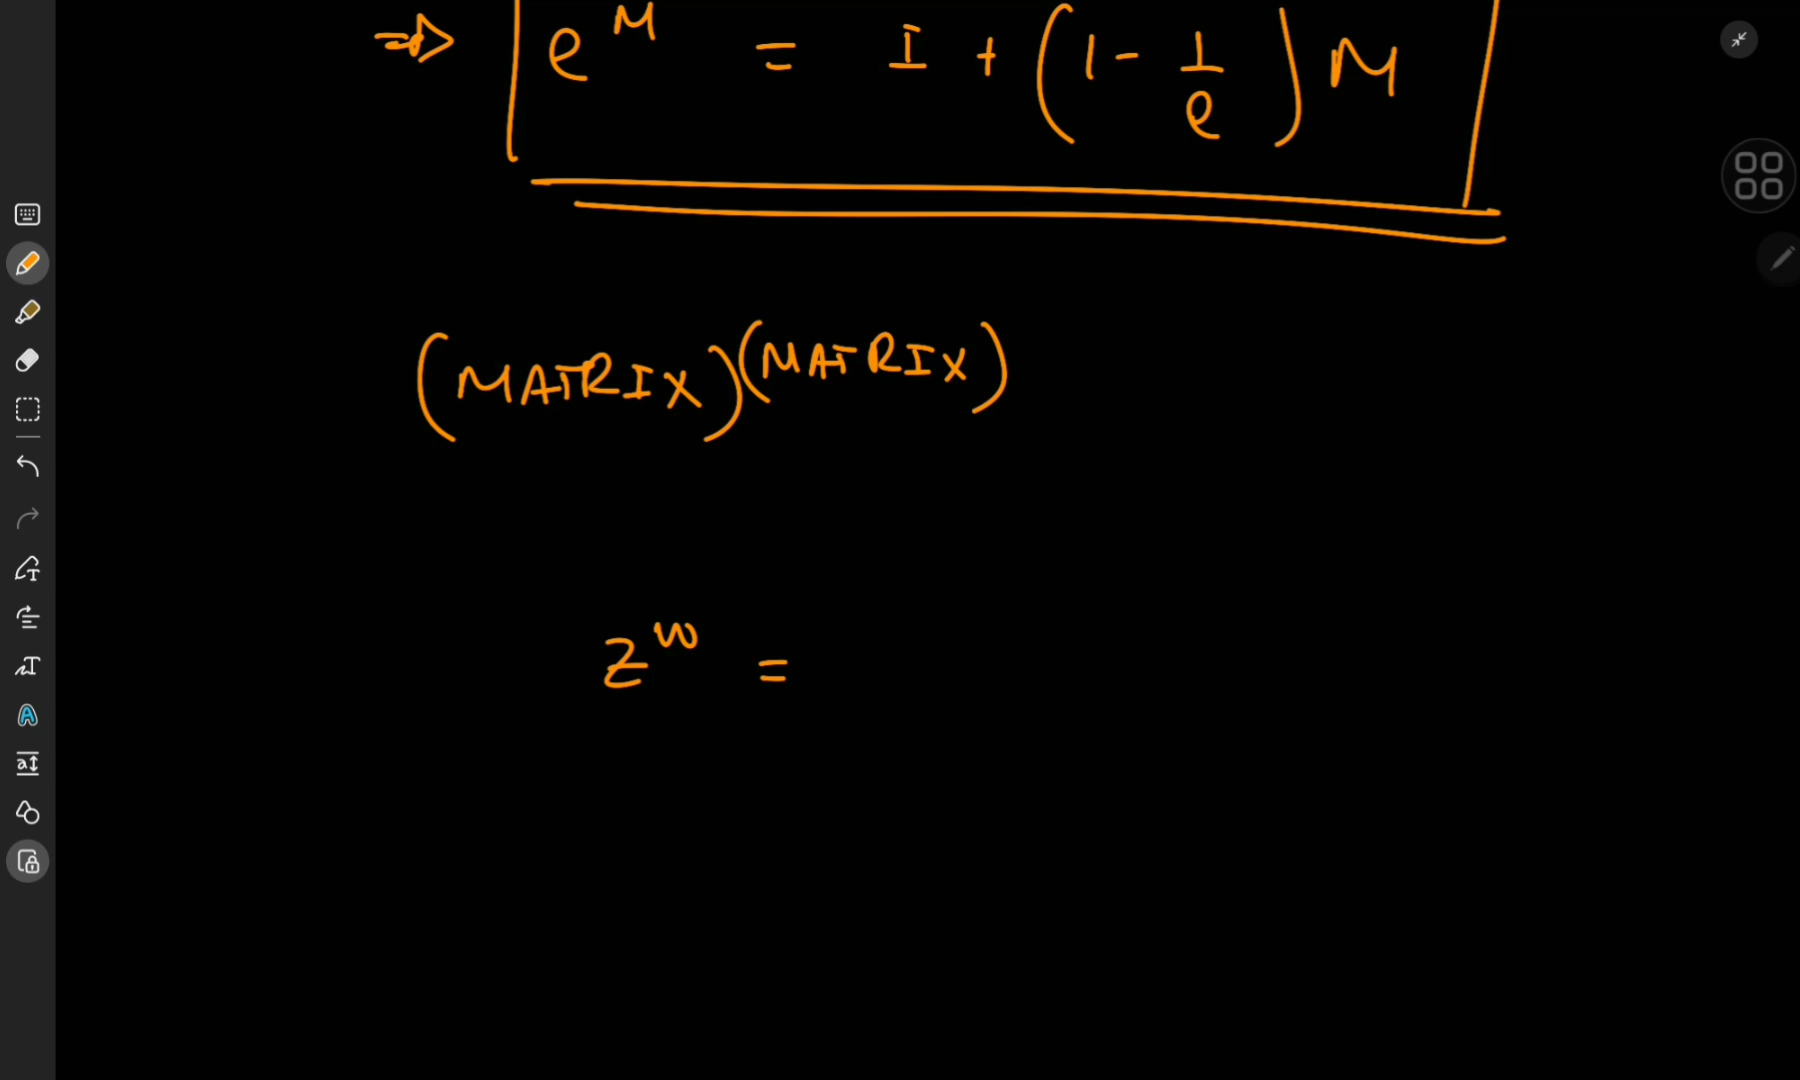 ⇒ e^M = I + (1 - 1/e) M
(MATRIX)^(MATRIX)
z^w =